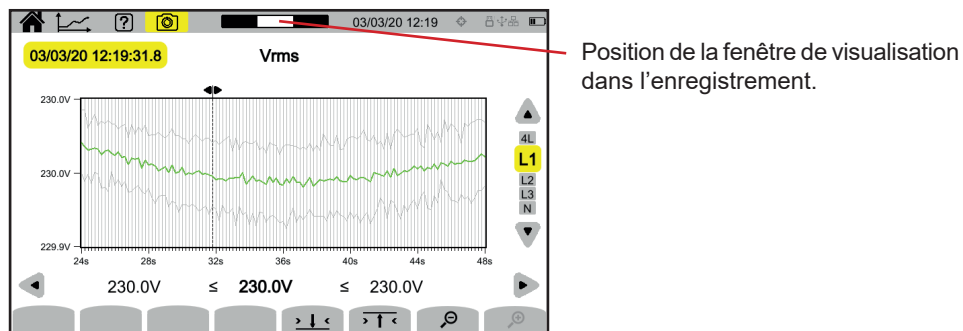 ?
03/03/20 12:19
03/03/20 12:19:31.8
Vrms
Position de la fenêtre de visualisation
dans l'enregistrement.
230.0V
230.0V
229.9V
24s 28s 32s 36s 40s 44s 48s
4L
L1
L2
L3
N
230.0V ≤ 230.0V ≤ 230.0V